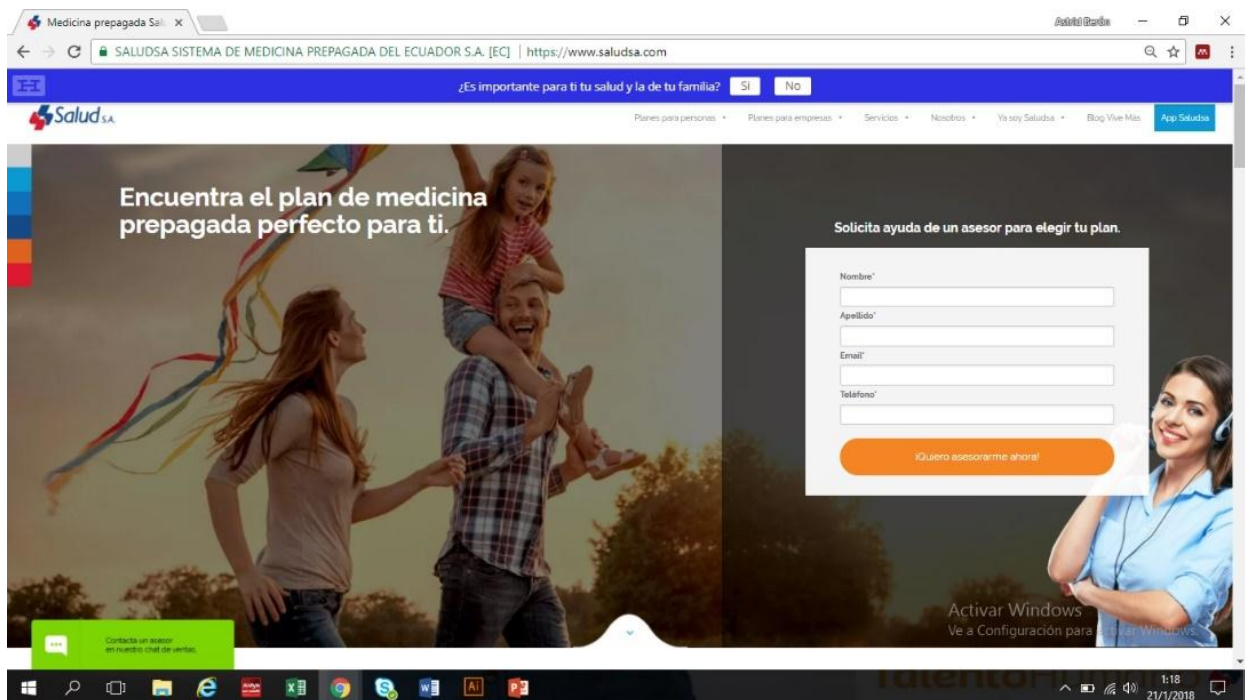 Medicina prepagada Sal
SALUDSA SISTEMA DE MEDICINA PREPAGADA DEL ECUADOR S.A. [EC] | https://www.saludsa.com
¿Es importante para ti tu salud y la de tu familia? Si No
Salud S.A.
Planes para personas Planes para empresas Servicios Nosotros Ya soy Saludsa Blog Vive Más App Saludsa
Encuentra el plan de medicina
prepagada perfecto para ti.
Solicita ayuda de un asesor para elegir tu plan.
Nombre*
Apellido*
Email*
Teléfono*
¡Quiero asesorarme ahora!
Activar Windows
Ve a Configuración para activar Windows.
Contacta un asesor
en nuestro chat de ventas.
1:18
21/1/2018